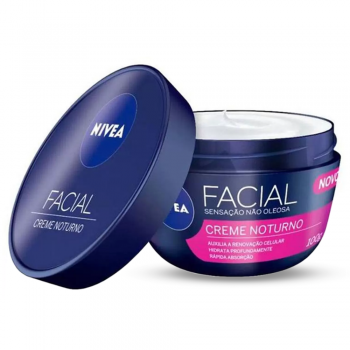 NIVEA
FACIAL
CREME NOTURNO
NIVEA
FACIAL
SENSAÇÃO NÃO OLEOSA
NOVO
CREME NOTURNO
AUXILIA A RENOVAÇÃO CELULAR
HIDRATA PROFUNDAMENTE
RÁPIDA ABSORÇÃO
100g